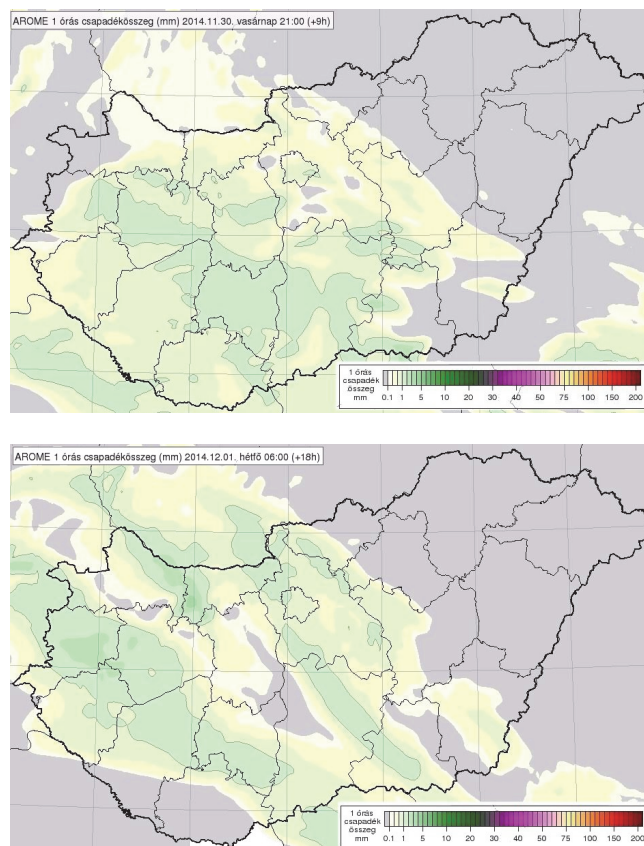 AROME 1 órás csapadékösszeg (mm) 2014.11.30. vasárnap 21:00 (+9h)
1 órás
csapadék
összeg
mm
0.1 1 5 10 20 30 40 50 75 100 150 200
AROME 1 órás csapadékösszeg (mm) 2014.12.01. hétfő 06:00 (+18h)
1 órás
csapadék
összeg
mm
0.1 1 5 10 20 30 40 50 75 100 150 200